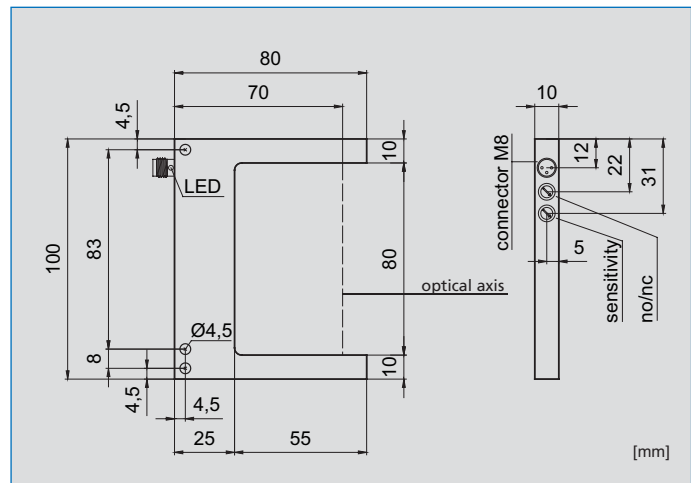 80
70
10
4,5
10
connector M8
12
22
31
LED
100
83
80
5
optical axis
sensitivity
no/nc
Ø4,5
8
10
4,5
4,5
25
55
[mm]